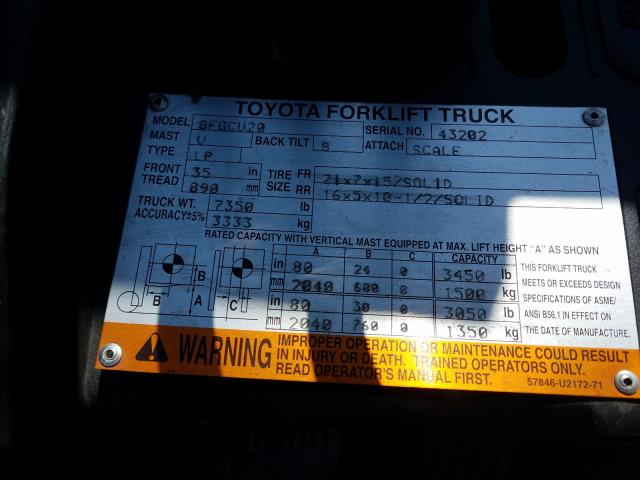 TOYOTA FORKLIFT TRUCK
MODEL 8FGCU20 SERIAL NO. 43202
MAST V BACK TILT 8 ATTACH SCALE
TYPE LP
FRONT TREAD 35 in 890 mm
TIRE SIZE FR 21x7x15/SOLID
RR 16x5x10-1/2/SOLID
TRUCK WT. 7350 lb
ACCURACY±5% 3333 kg
RATED CAPACITY WITH VERTICAL MAST EQUIPPED AT MAX. LIFT HEIGHT "A" AS SHOWN
A B C CAPACITY
in 80 24 0 3450 lb
mm 2040 600 0 1500 kg
in 80 30 0 3050 lb
mm 2040 760 0 1350 kg
B A B C
THIS FORKLIFT TRUCK
MEETS OR EXCEEDS DESIGN
SPECIFICATIONS OF ASME/
ANSI B56.1 IN EFFECT ON
THE DATE OF MANUFACTURE.
WARNING
IMPROPER OPERATION OR MAINTENANCE COULD RESULT
IN INJURY OR DEATH. TRAINED OPERATORS ONLY.
READ OPERATOR'S MANUAL FIRST.
57846-U2172-71